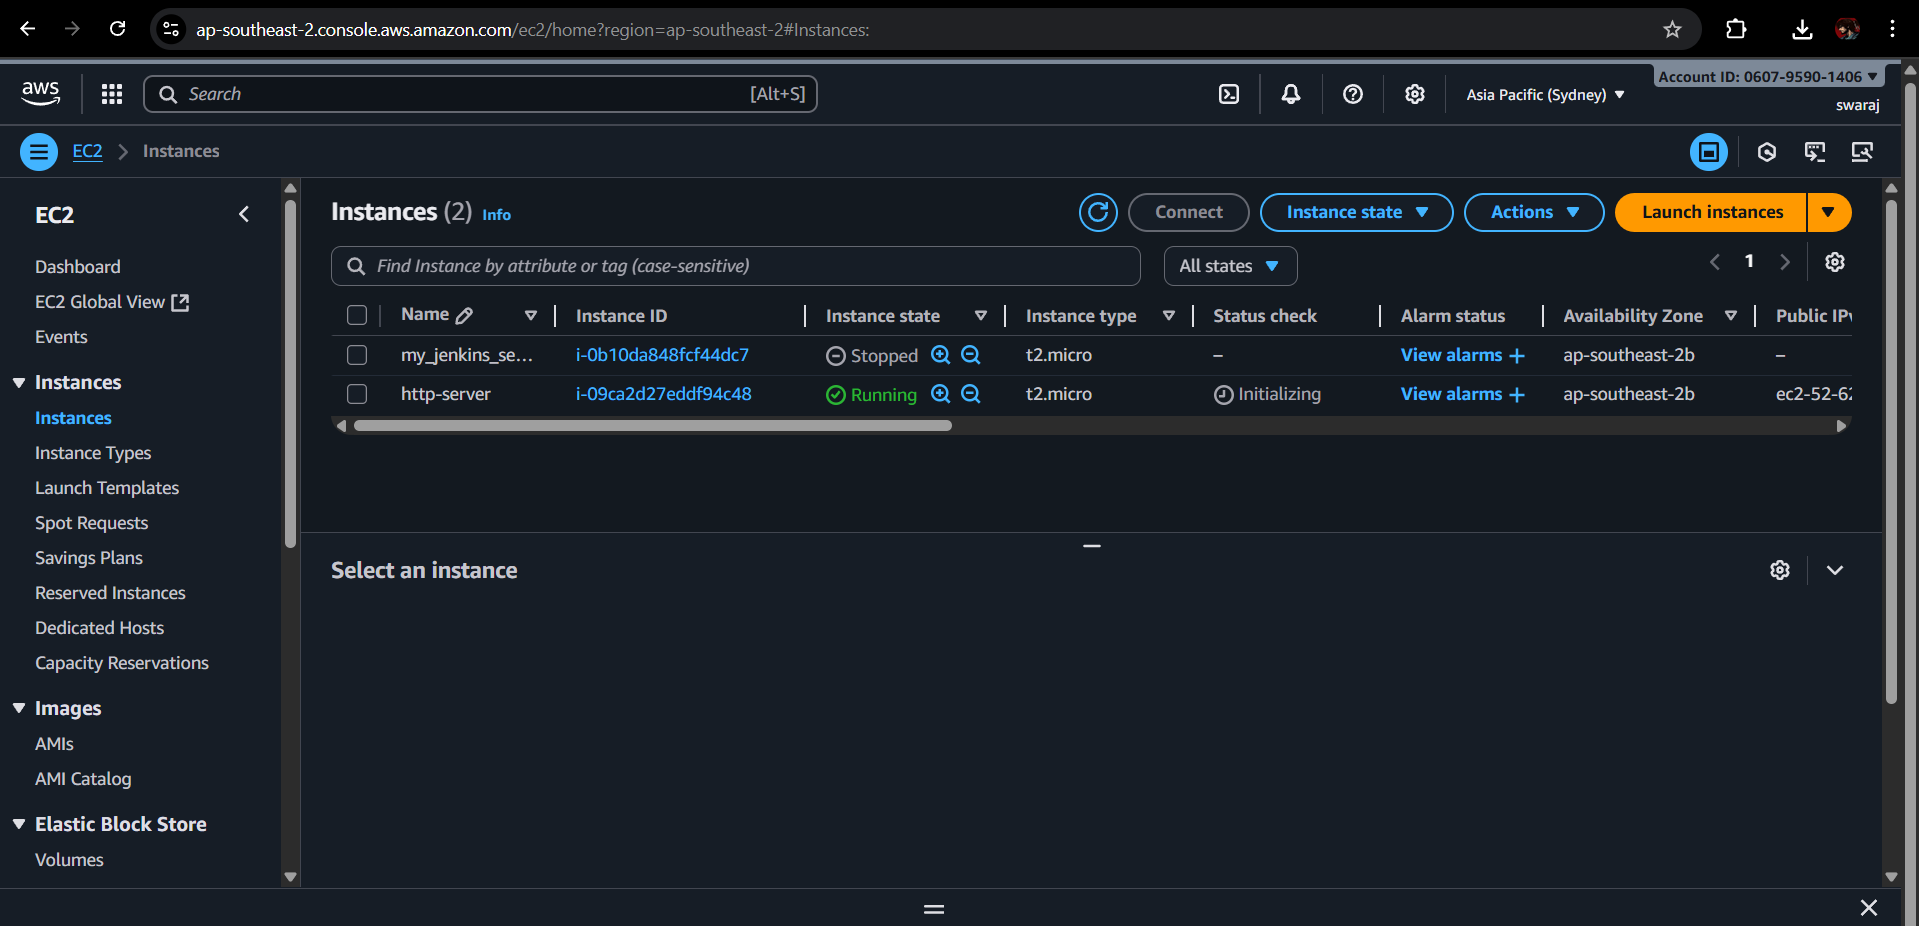 ap-southeast-2.console.aws.amazon.com/ec2/home?region=ap-southeast-2#Instances:
aws
Search
[Alt+S]
Asia Pacific (Sydney)
Account ID: 0607-9590-1406
swaraj
EC2
Instances
EC2
Dashboard
EC2 Global View
Events
Instances
Instances
Instance Types
Launch Templates
Spot Requests
Savings Plans
Reserved Instances
Dedicated Hosts
Capacity Reservations
Images
AMIs
AMI Catalog
Elastic Block Store
Volumes
Instances (2) Info
Connect
Instance state
Actions
Launch instances
Find Instance by attribute or tag (case-sensitive)
All states
1
Name Instance ID Instance state Instance type Status check Alarm status Availability Zone Public IPv
my_jenkins_se... i-0b10da848fcf44dc7 Stopped t2.micro – View alarms + ap-southeast-2b –
http-server i-09ca2d27eddf94c48 Running t2.micro Initializing View alarms + ap-southeast-2b ec2-52-62
Select an instance